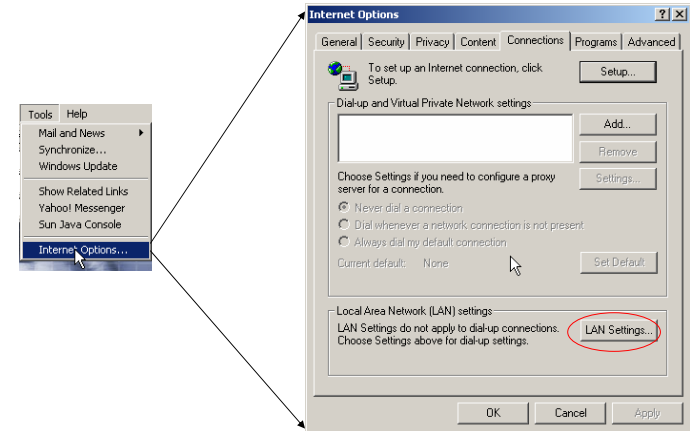 Tools Help
Mail and News
Synchronize...
Windows Update
Show Related Links
Yahoo! Messenger
Sun Java Console
Internet Options...
Internet Options
General Security Privacy Content Connections Programs Advanced
To set up an Internet connection, click
Setup.
Setup...
Dial-up and Virtual Private Network settings
Add...
Remove
Choose Settings if you need to configure a proxy
server for a connection.
Settings...
Never dial a connection
Dial whenever a network connection is not present
Always dial my default connection
Current default: None
Set Default
Local Area Network (LAN) settings
LAN Settings do not apply to dial-up connections.
Choose Settings above for dial-up settings.
LAN Settings...
OK Cancel Apply